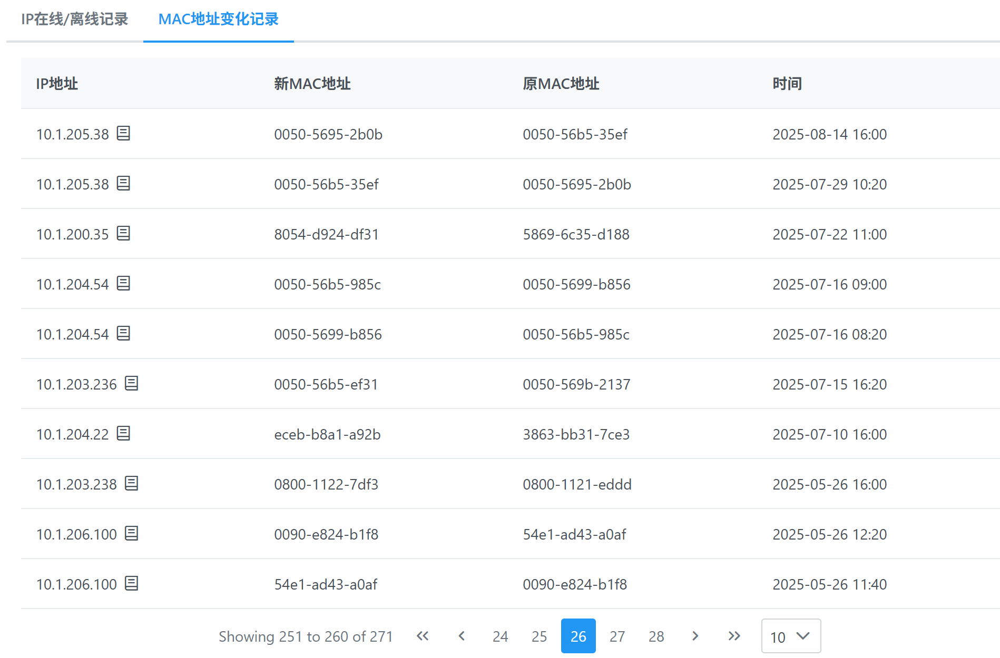 IP在线/离线记录 MAC地址变化记录
IP地址 新MAC地址 原MAC地址 时间
10.1.205.38 0050-5695-2b0b 0050-56b5-35ef 2025-08-14 16:00
10.1.205.38 0050-56b5-35ef 0050-5695-2b0b 2025-07-29 10:20
10.1.200.35 8054-d924-df31 5869-6c35-d188 2025-07-22 11:00
10.1.204.54 0050-56b5-985c 0050-5699-b856 2025-07-16 09:00
10.1.204.54 0050-5699-b856 0050-56b5-985c 2025-07-16 08:20
10.1.203.236 0050-56b5-ef31 0050-569b-2137 2025-07-15 16:20
10.1.204.22 eceb-b8a1-a92b 3863-bb31-7ce3 2025-07-10 16:00
10.1.203.238 0800-1122-7df3 0800-1121-eddd 2025-05-26 16:00
10.1.206.100 0090-e824-b1f8 54e1-ad43-a0af 2025-05-26 12:20
10.1.206.100 54e1-ad43-a0af 0090-e824-b1f8 2025-05-26 11:40
Showing 251 to 260 of 271 24 25 26 27 28 10